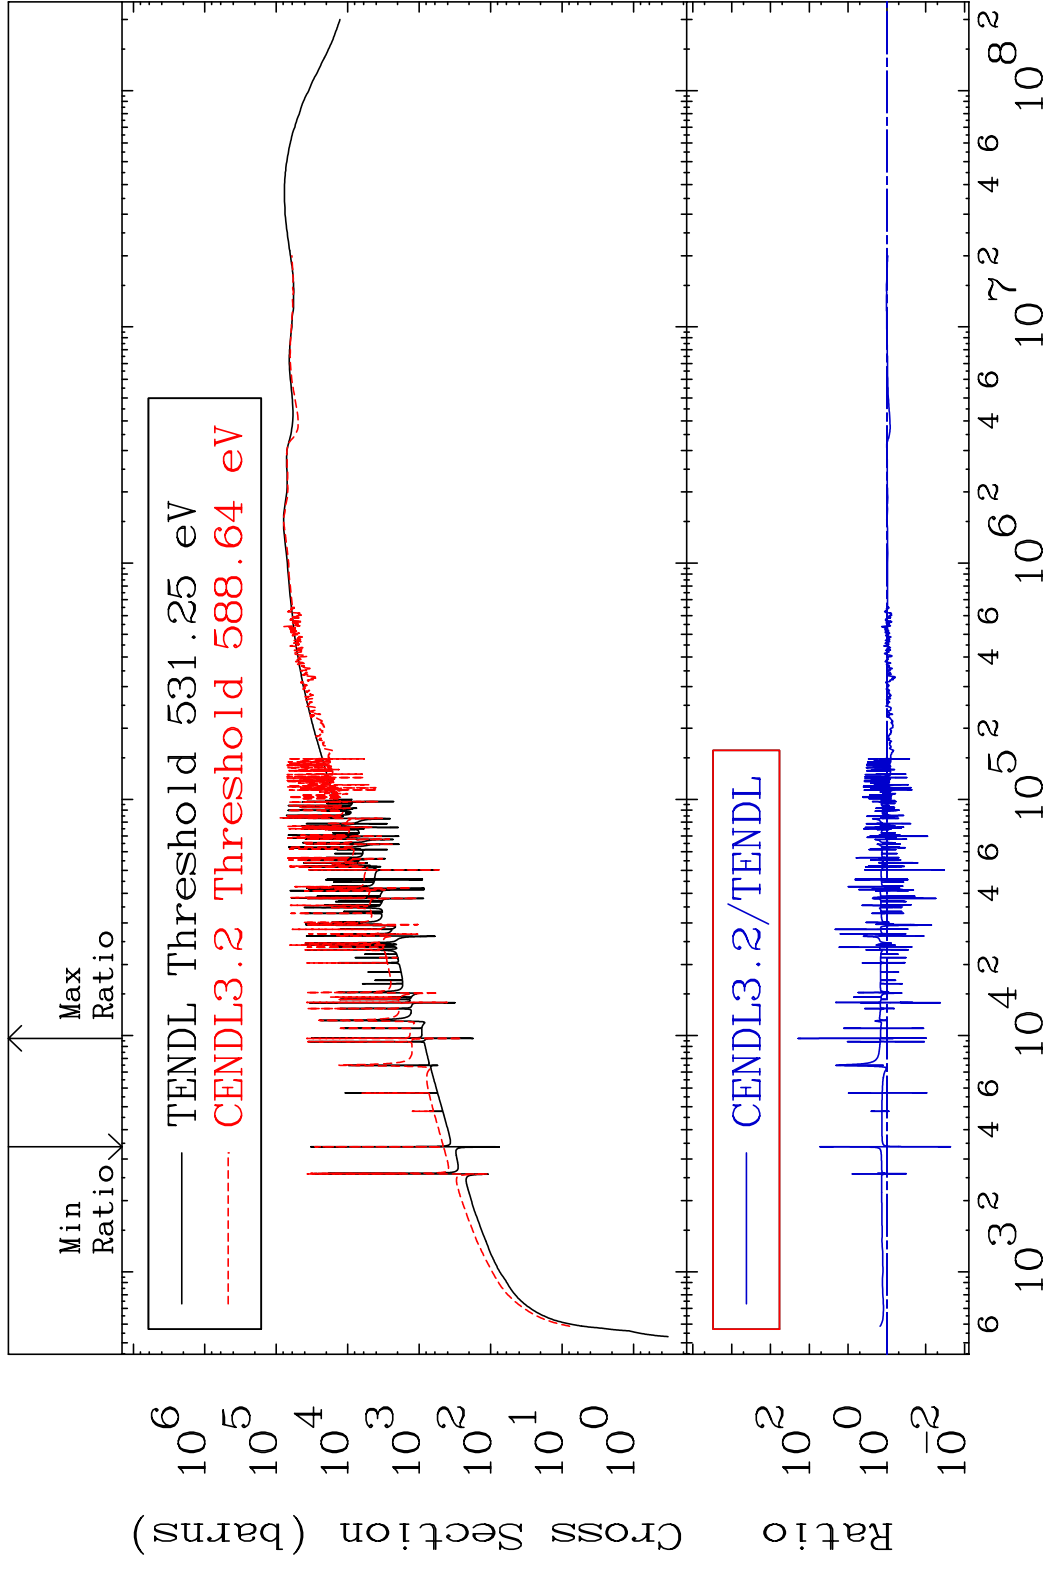 Min
Ratio
Max
Ratio
TENDL Threshold 531.25 eV
CENDL3.2 Threshold 588.64 eV
CENDL3.2/TENDL
Cross Section (barns)
10^6
10^5
10^4
10^3
10^2
10^1
10^0
Ratio
10^2
10^0
10^-2
6 10^3 2 4 6 10^4 2 4 6 10^5 2 4 6 10^6 2 4 6 10^7 2 4 6 10^8 2